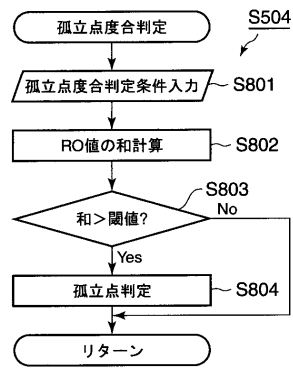 孤立点度合判定
S504
孤立点度合判定条件入力
S801
RO値の和計算
S802
和＞閾値?
S803
No
Yes
孤立点判定
S804
リターン